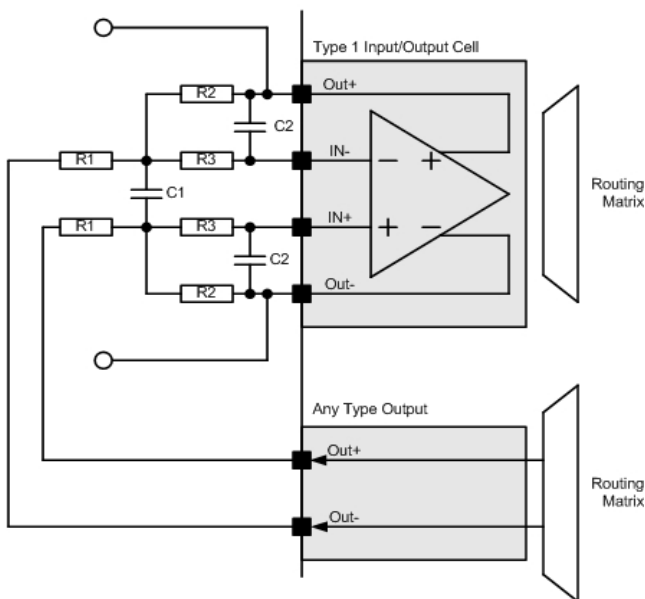 Type 1 Input/Output Cell
R2
Out+
C2
R1
R3
IN-
− +
C1
Routing
Matrix
R1
R3
IN+
+ −
C2
R2
Out-
Any Type Output
Out+
Routing
Matrix
Out-